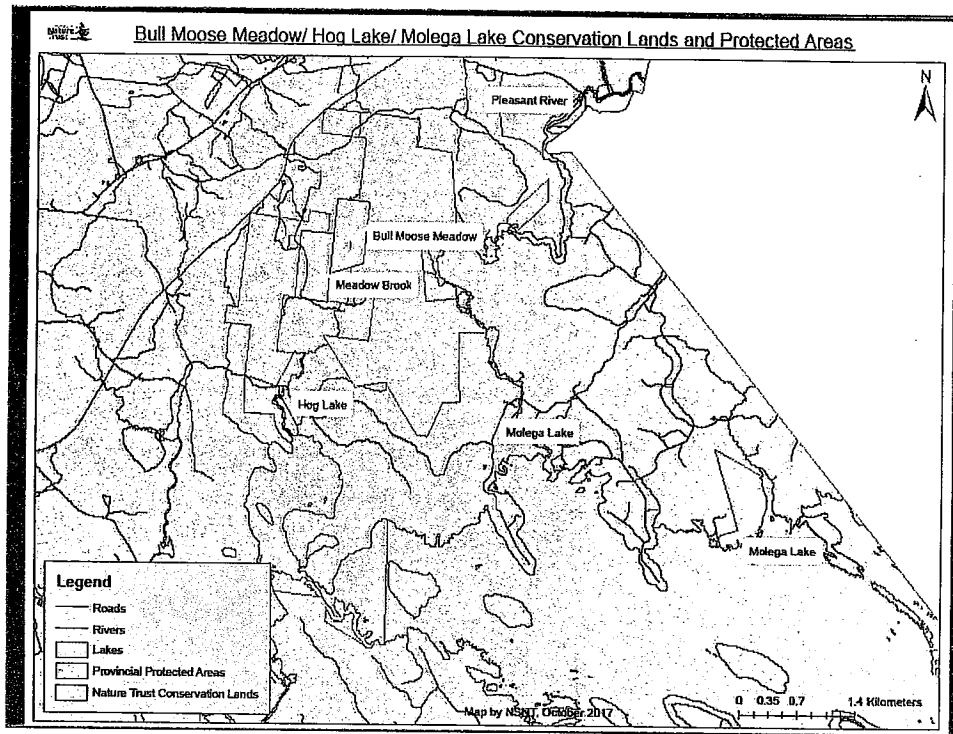 NATURE
TRUST
Bull Moose Meadow/ Hog Lake/ Molega Lake Conservation Lands and Protected Areas
N
Pleasant River
Bull Moose Meadow
Meadow Brook
Hog Lake
Molega Lake
Molega Lake
Legend
Roads
Rivers
Lakes
Provincial Protected Areas
Nature Trust Conservation Lands
0 0.35 0.7 1.4 Kilometers
Map by NSNT, October 2017